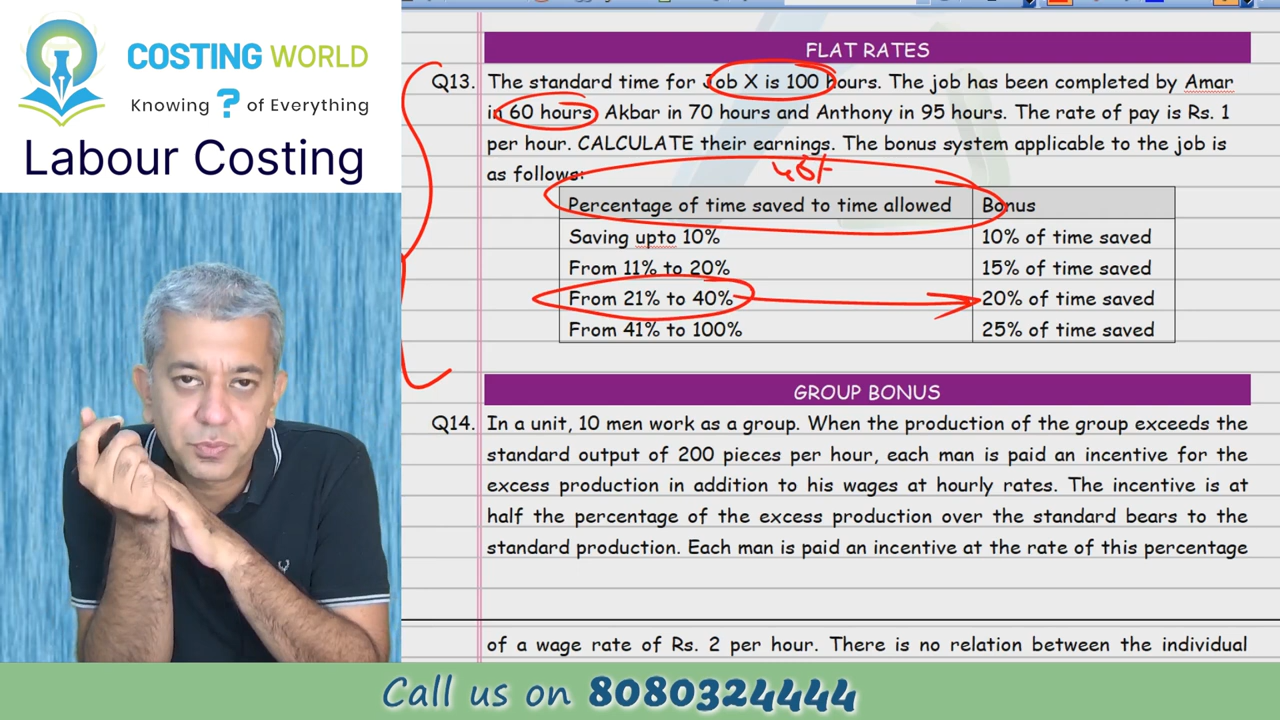 COSTING WORLD
Knowing ? of Everything
Labour Costing
FLAT RATES
Q13. The standard time for Job X is 100 hours. The job has been completed by Amar
in 60 hours, Akbar in 70 hours and Anthony in 95 hours. The rate of pay is Rs. 1
per hour. CALCULATE their earnings. The bonus system applicable to the job is
as follows:
Percentage of time saved to time allowed Bonus
Saving upto 10% 10% of time saved
From 11% to 20% 15% of time saved
From 21% to 40% 20% of time saved
From 41% to 100% 25% of time saved
GROUP BONUS
Q14. In a unit, 10 men work as a group. When the production of the group exceeds the
standard output of 200 pieces per hour, each man is paid an incentive for the
excess production in addition to his wages at hourly rates. The incentive is at
half the percentage of the excess production over the standard bears to the
standard production. Each man is paid an incentive at the rate of this percentage
of a wage rate of Rs. 2 per hour. There is no relation between the individual
Call us on 8080324444